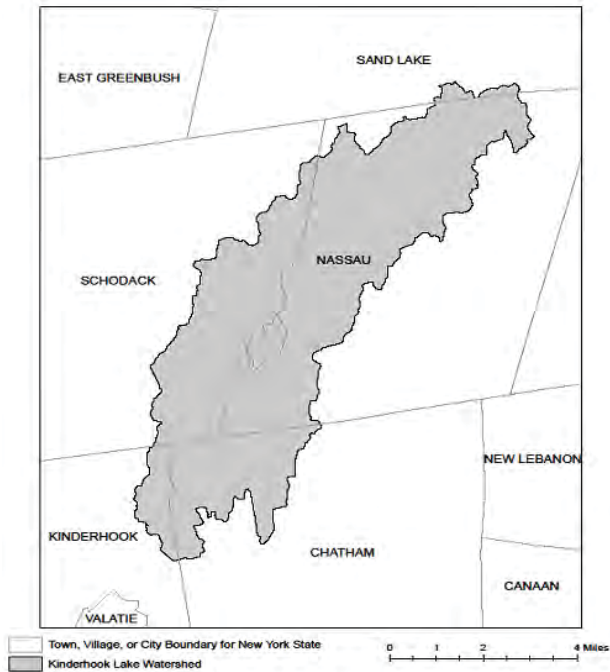 EAST GREENBUSH
SAND LAKE
NASSAU
SCHODACK
NEW LEBANON
KINDERHOOK
CHATHAM
CANAAN
VALATIE
Town, Village, or City Boundary for New York State
Kinderhook Lake Watershed
0 1 2 4 Miles